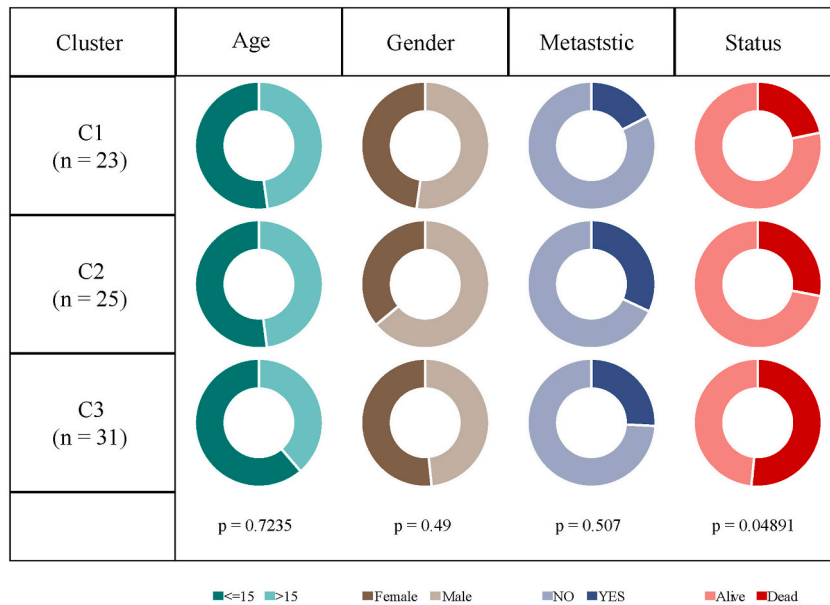 Cluster Age Gender Metaststic Status
C1
(n = 23)
C2
(n = 25)
C3
(n = 31)
p = 0.7235 p = 0.49 p = 0.507 p = 0.04891
<=15 >15 Female Male NO YES Alive Dead